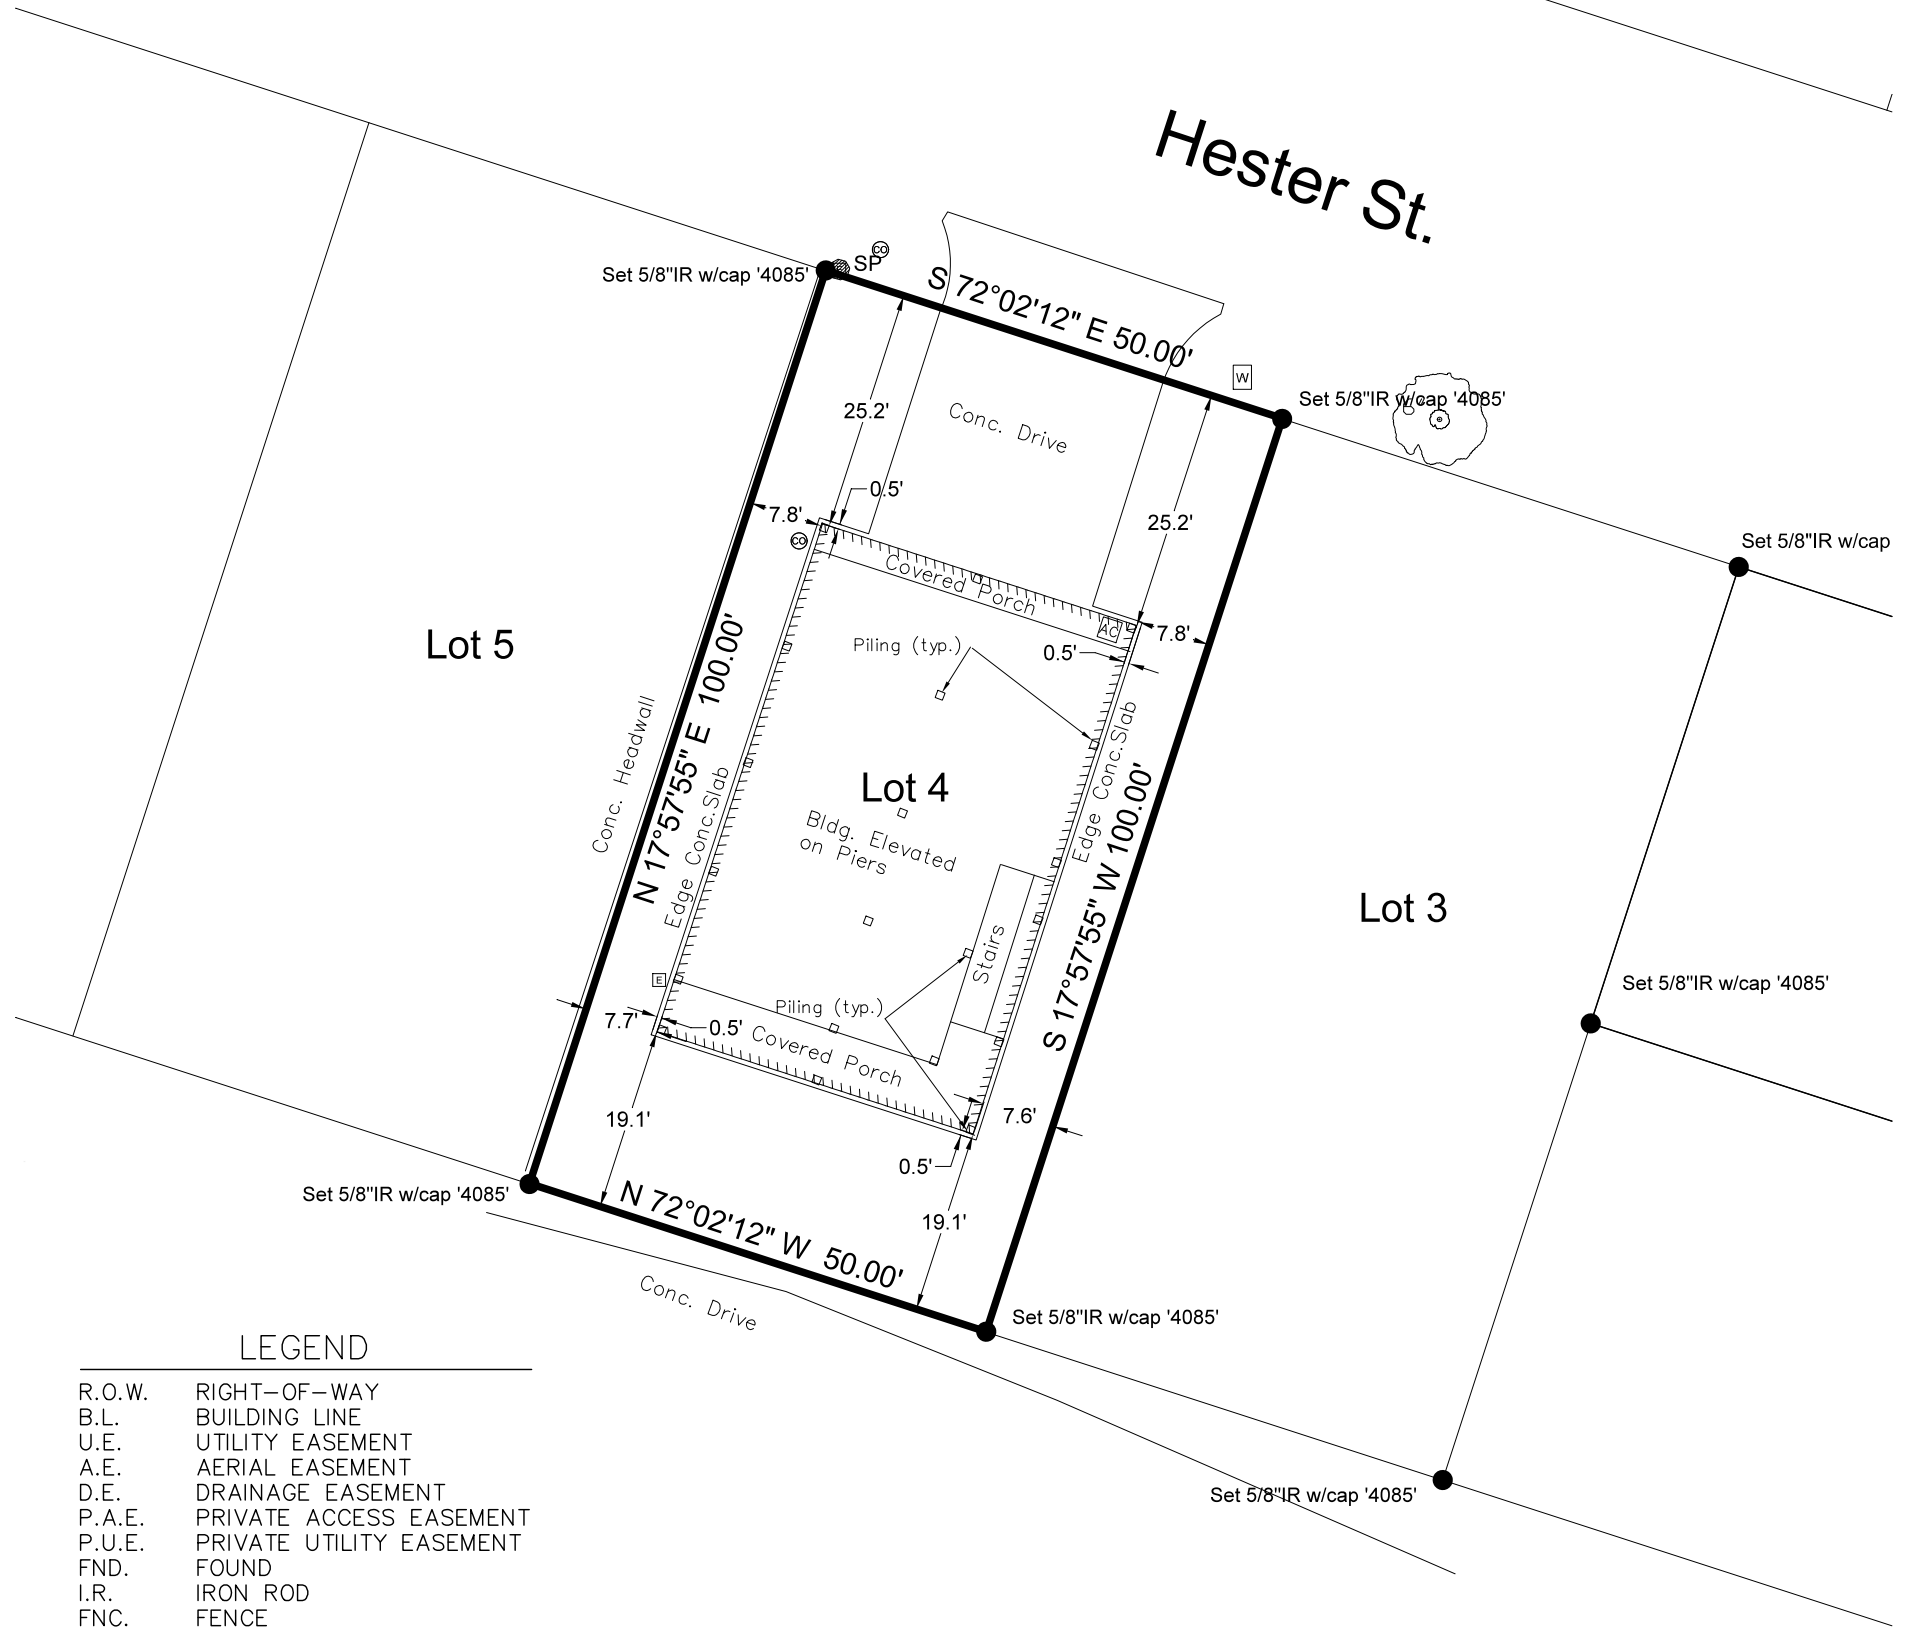 Hester St.
CO
SP
Set 5/8"IR w/cap '4085'
S 72°02'12" E 50.00'
W
Set 5/8"IR w/cap '4085'
25.2'
Conc. Drive
0.5'
7.8'
25.2'
Set 5/8"IR w/cap
CO
Covered Porch
AC
7.8'
Lot 5
Piling (typ.)
0.5'
N 17°57'55" E 100.00'
Conc. Headwall
Edge Conc.Slab
Edge Conc.Slab
Lot 4
Bldg. Elevated
on Piers
S 17°57'55" W 100.00'
Lot 3
Stairs
E
Set 5/8"IR w/cap '4085'
Piling (typ.)
7.7'
0.5'
Covered Porch
19.1'
7.6'
0.5'
Set 5/8"IR w/cap '4085'
N 72°02'12" W 50.00'
19.1'
Conc. Drive
Set 5/8"IR w/cap '4085'
Set 5/8"IR w/cap '4085'
LEGEND
R.O.W. RIGHT-OF-WAY
B.L. BUILDING LINE
U.E. UTILITY EASEMENT
A.E. AERIAL EASEMENT
D.E. DRAINAGE EASEMENT
P.A.E. PRIVATE ACCESS EASEMENT
P.U.E. PRIVATE UTILITY EASEMENT
FND. FOUND
I.R. IRON ROD
FNC. FENCE